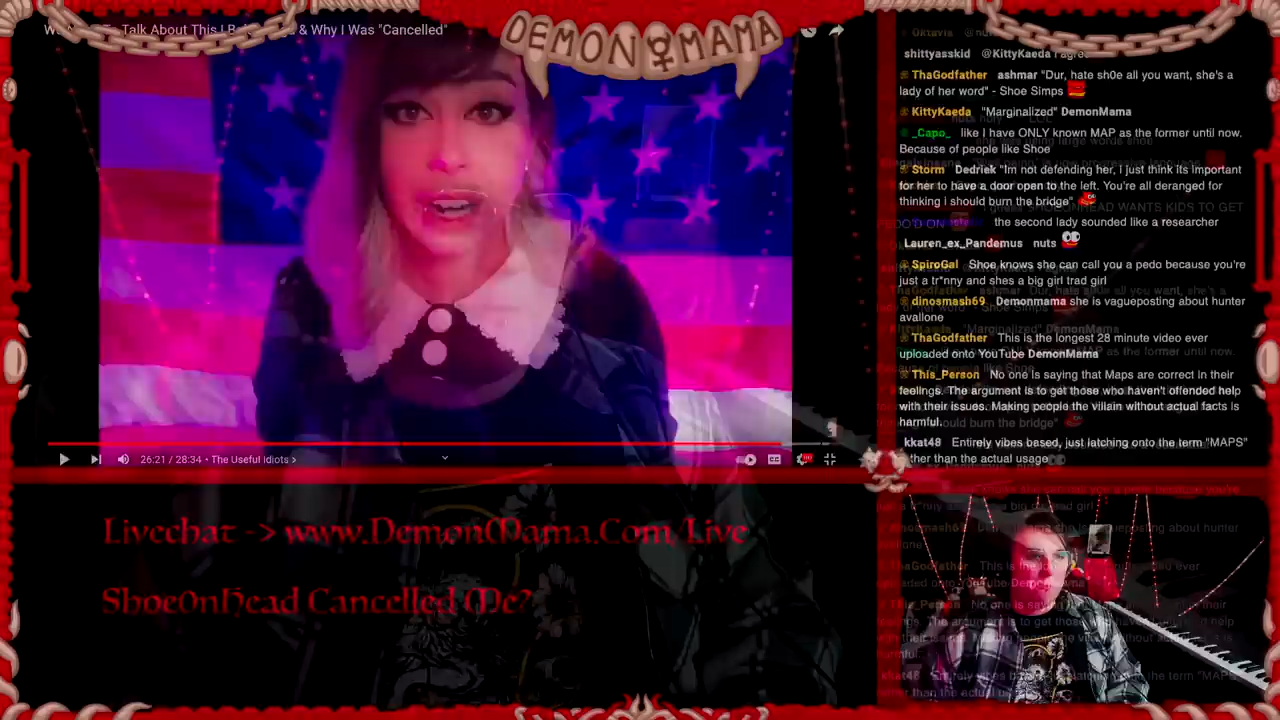 Talk About This
& Why I Was "Cancelled"
DEMON MAMA
shittyasskid @KittyKaeda I agree
ThaGodfather ashmar "Dur, hate sh0e all you want, she's a
lady of her word" - Shoe Simps
KittyKaeda "Marginalized" DemonMama
_Capo_ like I have ONLY known MAP as the former until now.
Because of people like Shoe
Storm Dedriek "Im not defending her, I just think its important
for her to have a door open to the left. You're all deranged for
thinking i should burn the bridge"
the second lady sounded like a researcher
Lauren_ex_Pandemus nuts
SpiroGal Shoe knows she can call you a pedo because you're
just a tr*nny and shes a big girl trad girl
dinosmash69 Demonmama she is vagueposting about hunter
avallone
ThaGodfather This is the longest 28 minute video ever
uploaded onto YouTube DemonMama
This_Person No one is saying that Maps are correct in their
feelings. The argument is to get those who haven't offended help
with their issues. Making people the villain without actual facts is
harmful.
kkat48 Entirely vibes based, just latching onto the term "MAPS"
ther than the actual usage
26:21 / 28:34 • The Useful Idiots >
Livechat -> www.DemonMama.Com/Live
ShoeOnHead Cancelled Me?